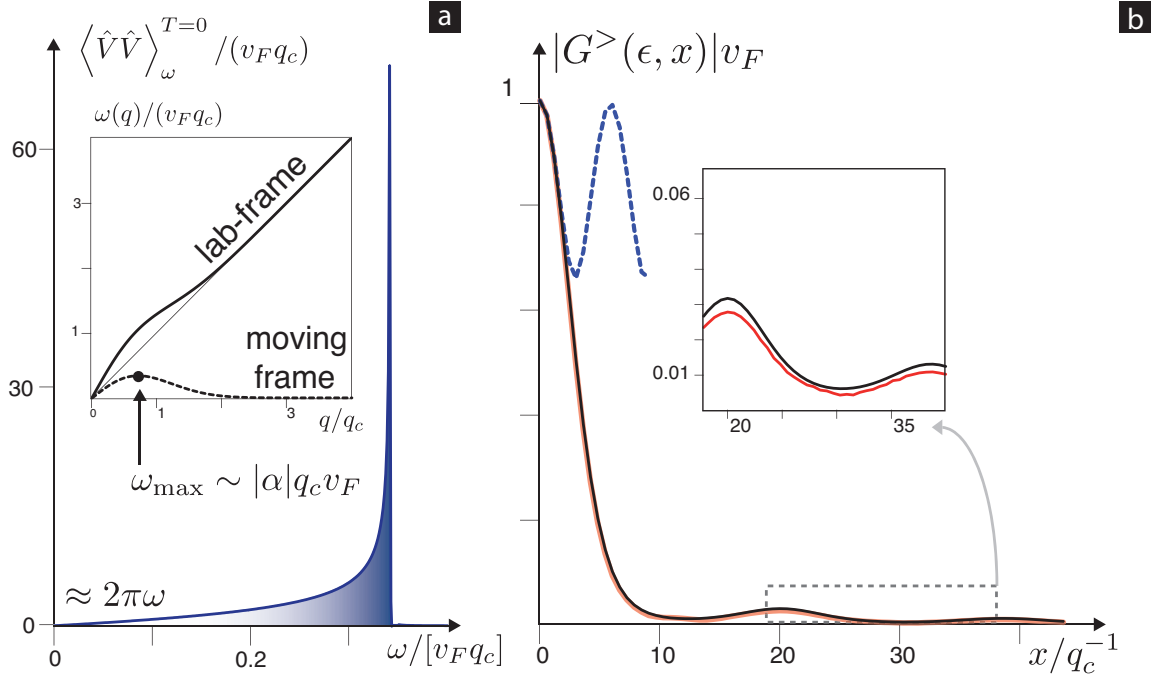 a
⟨V̂V̂⟩_ω^{T=0} /(v_F q_c)
60
30
0
0
0.2
ω/[v_F q_c]
≈ 2πω
ω(q)/(v_F q_c)
3
1
0
1
3
q/q_c
lab-frame
moving
frame
ω_max ∼ |α|q_c v_F
b
|G^>(ϵ, x)|v_F
1
0
10
30
x/q_c^{-1}
0.06
0.01
20
35